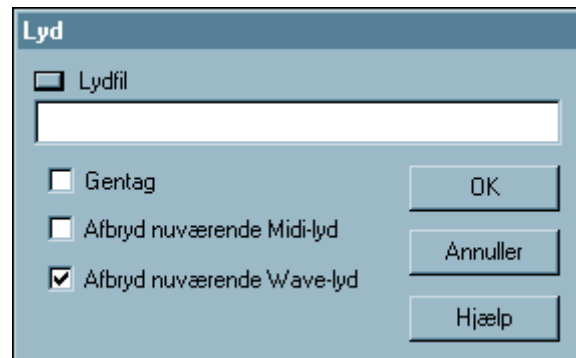 Lyd
Lydfil
Gentag
OK
Afbryd nuværende Midi-lyd
Annuller
Afbryd nuværende Wave-lyd
Hjælp